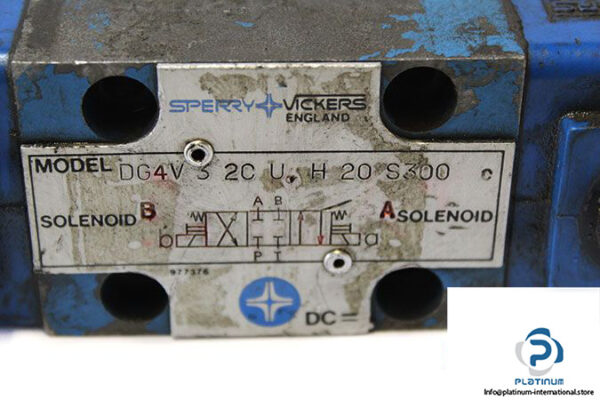 SPERRY VICKERS
ENGLAND
MODEL DG4V 3 2C U, H 20 S300
SOLENOID B
A SOLENOID
A B
b
a
P T
977376
DC =
PLATINUM
info@platinum-international.store